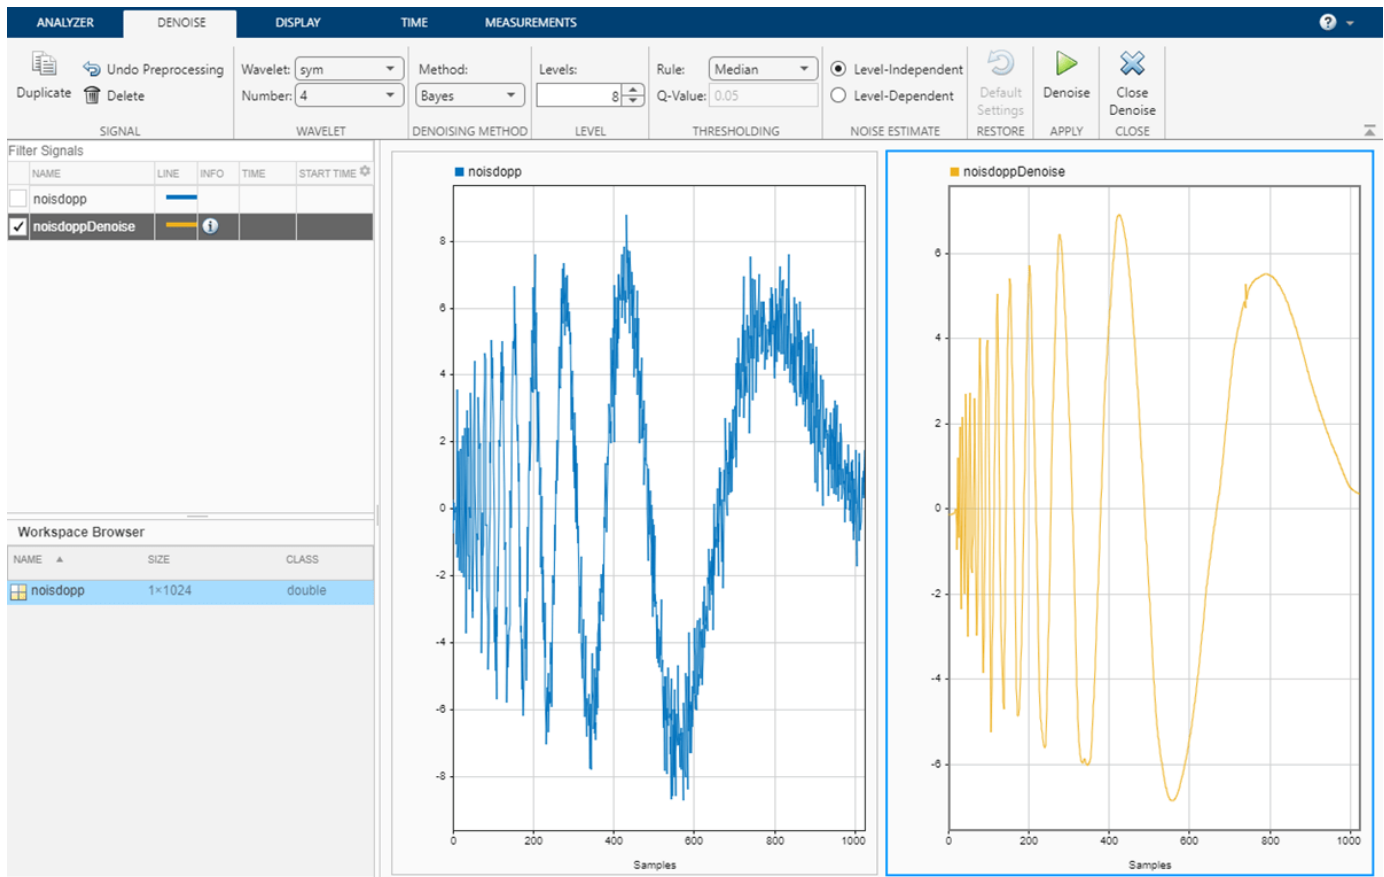 ANALYZER DENOISE DISPLAY TIME MEASUREMENTS ?
Undo Preprocessing Wavelet: sym Method: Levels: Rule: Median Level-Independent
Duplicate Delete Number: 4 Bayes 8 Q-Value: 0.05 Level-Dependent Default Settings Denoise Close Denoise
SIGNAL WAVELET DENOISING METHOD LEVEL THRESHOLDING NOISE ESTIMATE RESTORE APPLY CLOSE
Filter Signals
NAME LINE INFO TIME START TIME
noisdopp
noisdoppDenoise i
Workspace Browser
NAME SIZE CLASS
noisdopp 1×1024 double
noisdopp
8
6
4
2
0
-2
-4
-6
-8
0 200 400 600 800 1000
Samples
noisdoppDenoise
6
4
2
0
-2
-4
-6
0 200 400 600 800 1000
Samples